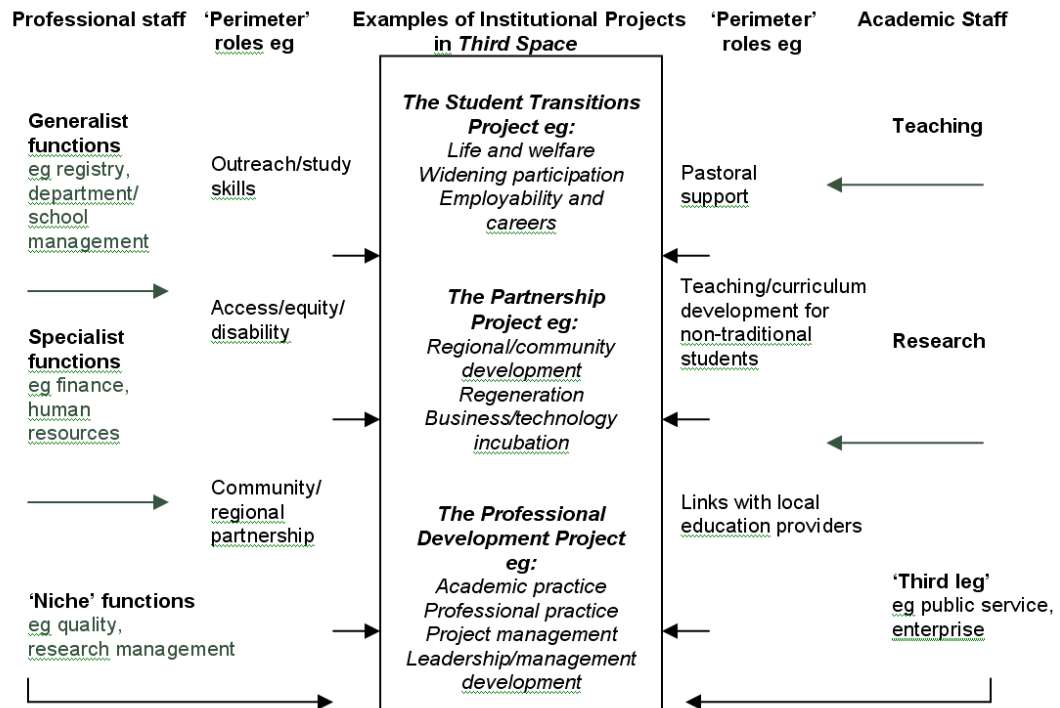 Professional staff
‘Perimeter’
roles eg
Examples of Institutional Projects
in Third Space
‘Perimeter’
roles eg
Academic Staff
Generalist
functions
eg registry,
department/
school
management
Specialist
functions
eg finance,
human
resources
‘Niche’ functions
eg quality,
research management
Outreach/study
skills
Access/equity/
disability
Community/
regional
partnership
The Student Transitions
Project eg:
Life and welfare
Widening participation
Employability and
careers
The Partnership
Project eg:
Regional/community
development
Regeneration
Business/technology
incubation
The Professional
Development Project
eg:
Academic practice
Professional practice
Project management
Leadership/management
development
Pastoral
support
Teaching/curriculum
development for
non-traditional
students
Links with local
education providers
Teaching
Research
‘Third leg’
eg public service,
enterprise